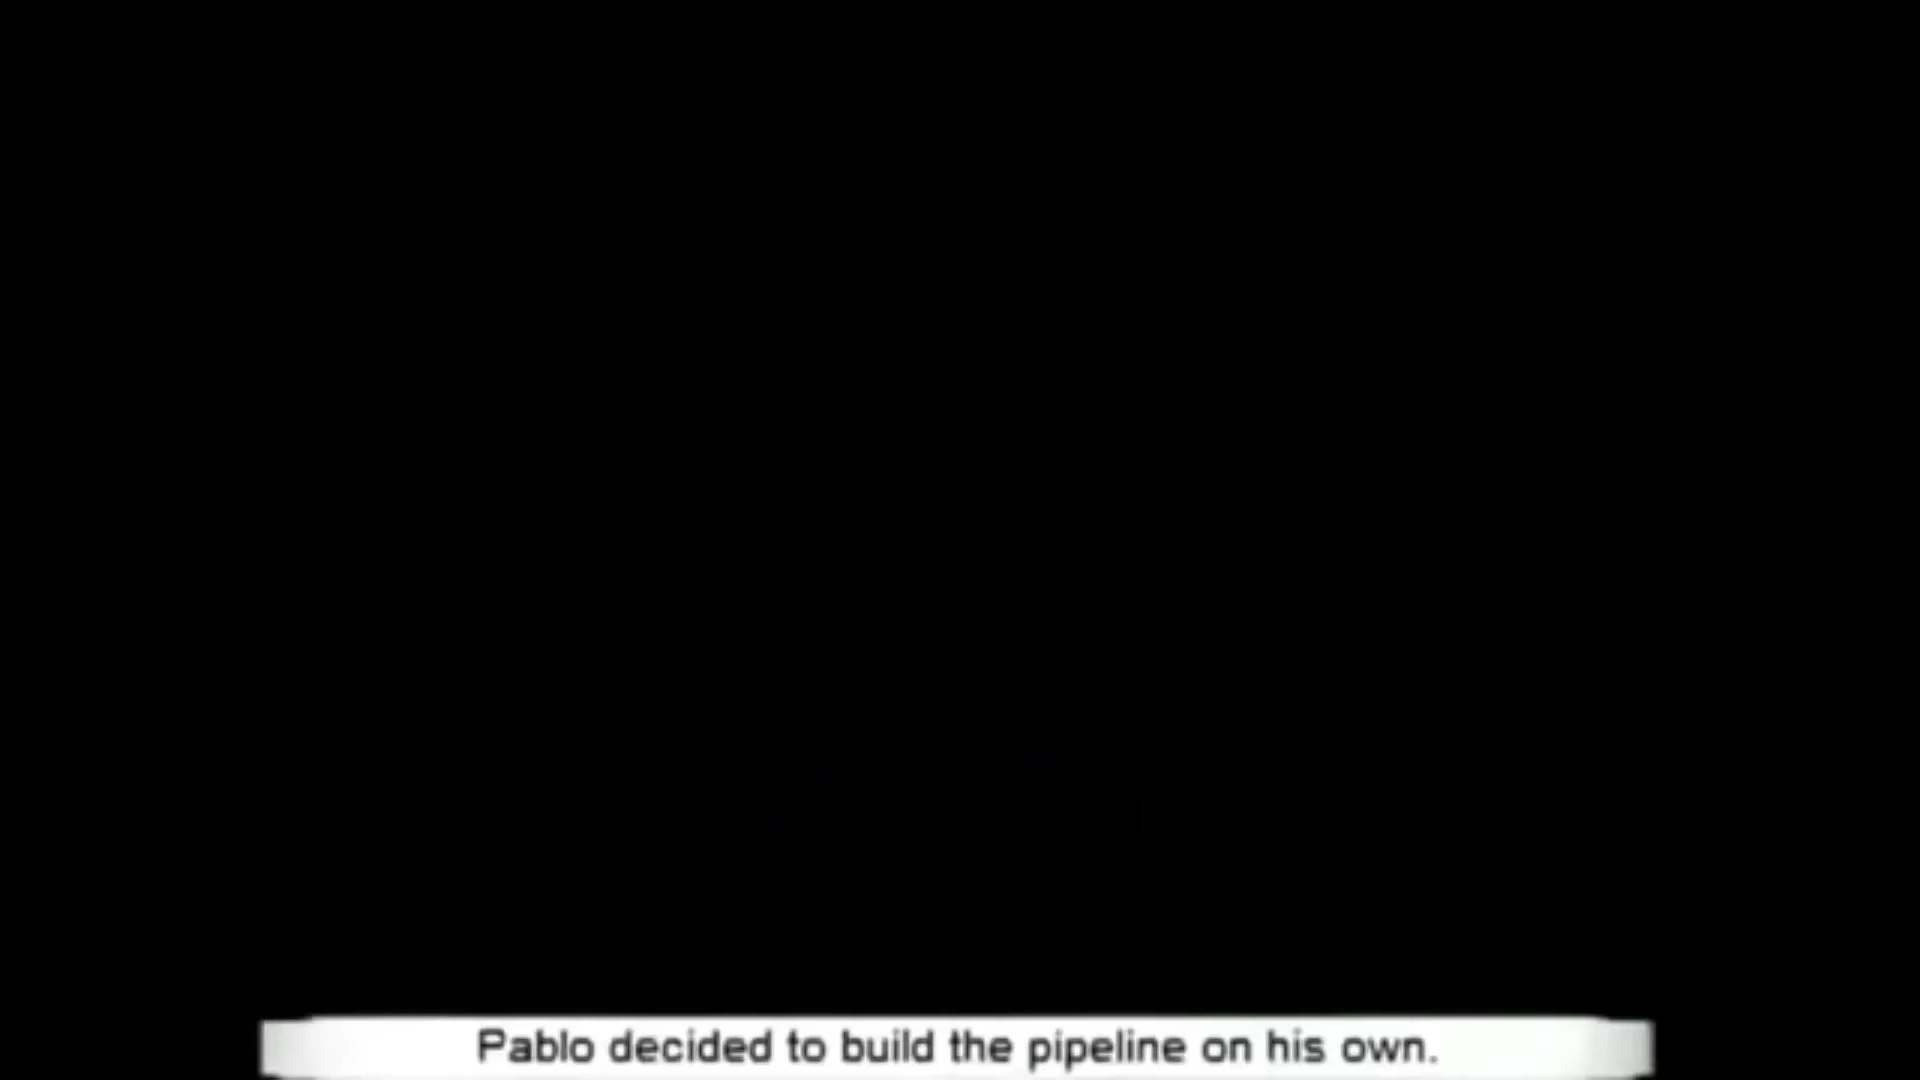 Pablo decided to build the pipeline on his own.